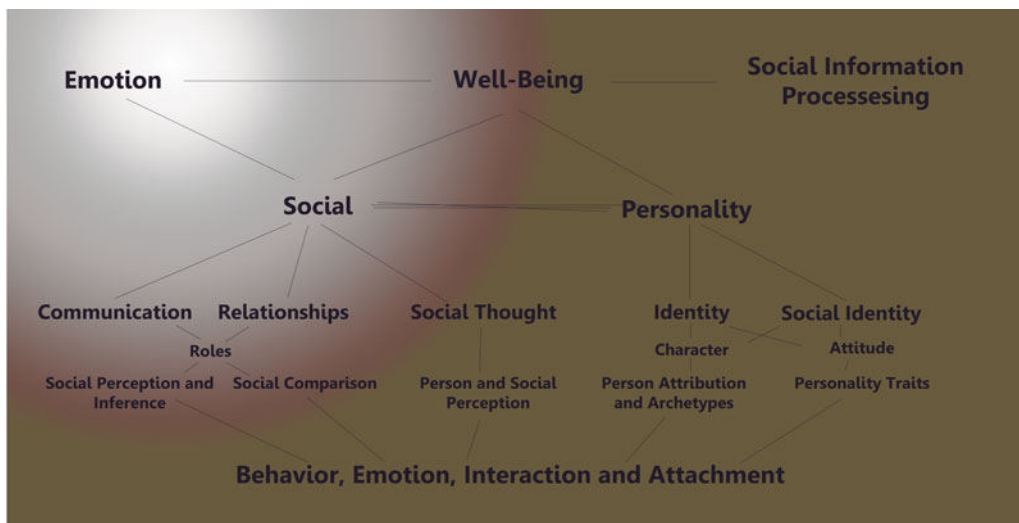 Emotion
Well-Being
Social Information
Processesing
Social
Personality
Communication
Relationships
Social Thought
Identity
Social Identity
Roles
Character
Attitude
Social Perception and
Inference
Social Comparison
Person and Social
Perception
Person Attribution
and Archetypes
Personality Traits
Behavior, Emotion, Interaction and Attachment